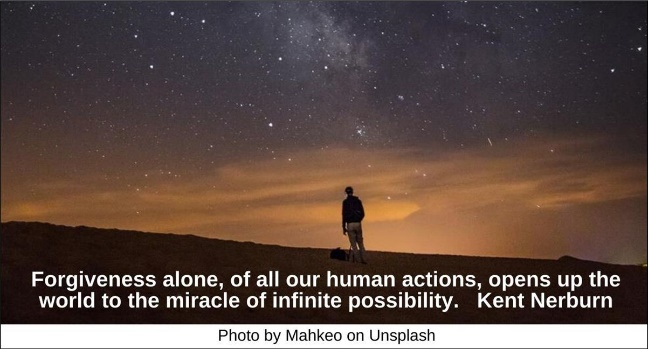 Forgiveness alone, of all our human actions, opens up the
world to the miracle of infinite possibility.   Kent Nerburn
Photo by Mahkeo on Unsplash